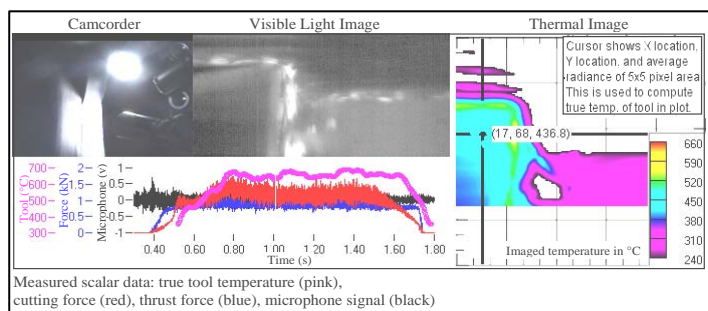 Camcorder Visible Light Image Thermal Image
Cursor shows X location,
Y location, and average
radiance of 5x5 pixel area
This is used to compute
true temp. of tool in plot.
(17, 68, 436.8)
Tool (°C)
700
600
500
400
300
Force (kN)
2
1.5
1
0.5
0
Microphone (v)
1
0.5
0
-0.5
-1
0.40 0.60 0.80 1.00 1.20 1.40 1.60 1.80
Time (s)
660
590
520
450
380
310
240
Imaged temperature in °C
Measured scalar data: true tool temperature (pink),
cutting force (red), thrust force (blue), microphone signal (black)